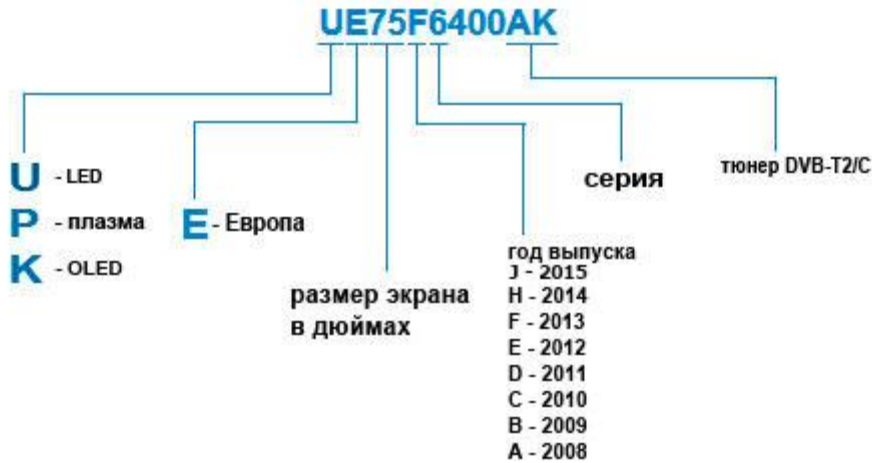 UE75F6400AK
U - LED
P - плазма
K - OLED
E - Европа
размер экрана
в дюймах
год выпуска
J - 2015
H - 2014
F - 2013
E - 2012
D - 2011
C - 2010
B - 2009
A - 2008
серия
тюнер DVB-T2/C